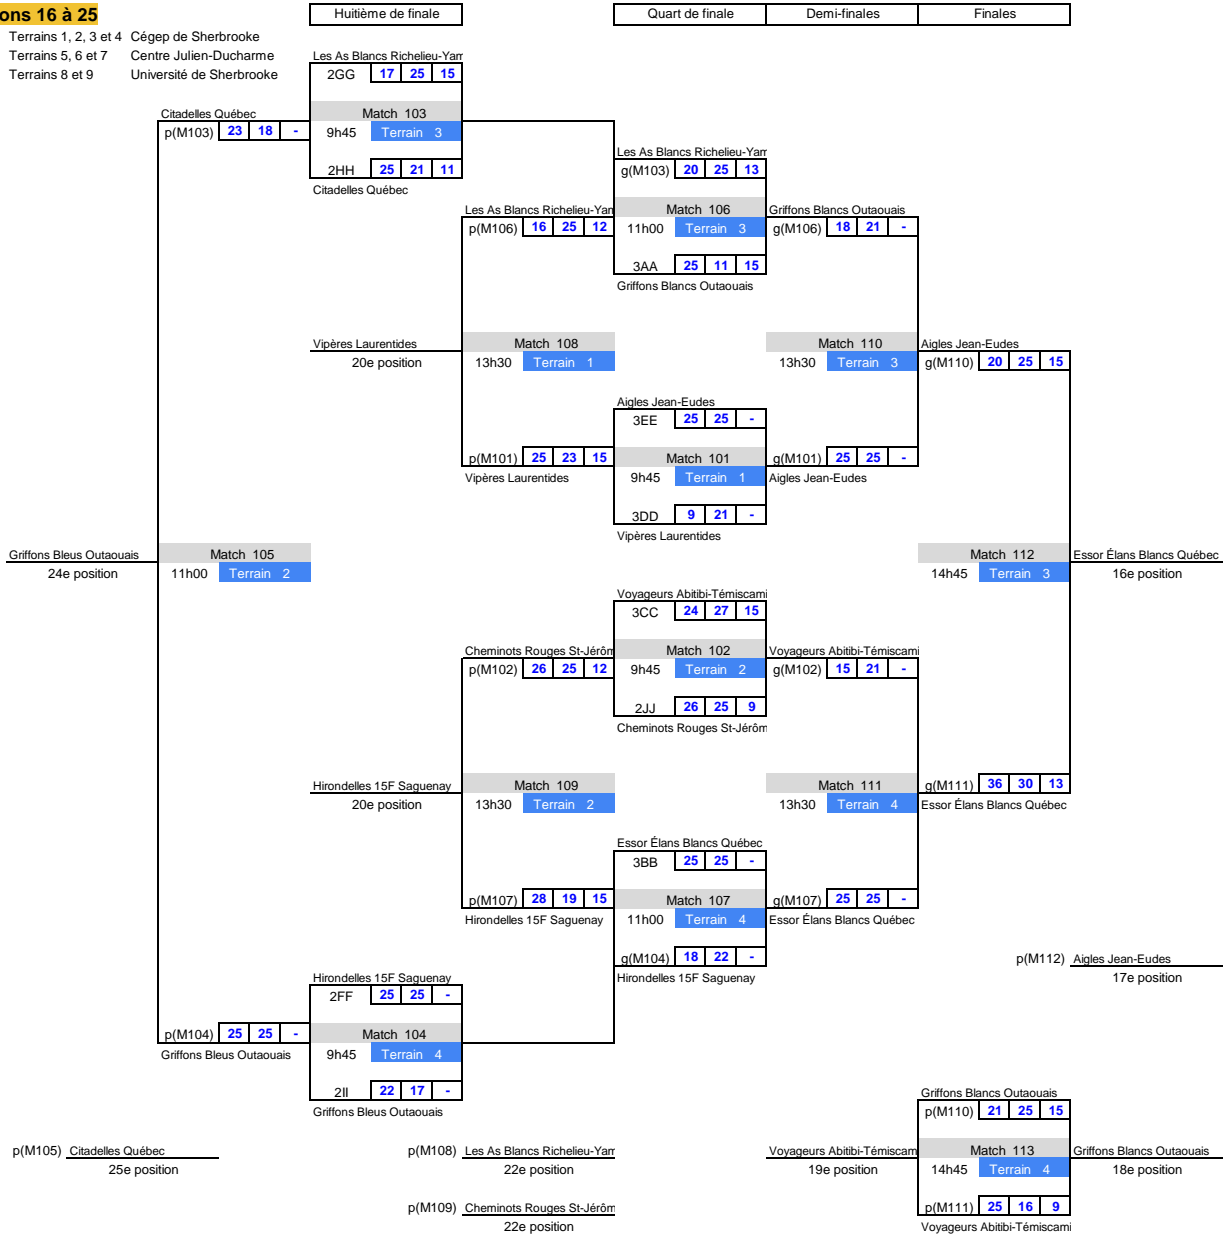 ons 16 à 25
Huitième de finale
Quart de finale
Demi-finales
Finales
Terrains 1, 2, 3 et 4 Cégep de Sherbrooke
Terrains 5, 6 et 7 Centre Julien-Ducharme
Terrains 8 et 9 Université de Sherbrooke
Les As Blancs Richelieu-Yam
2GG 17 25 15
Citadelles Québec
p(M103) 23 18 -
Match 103
9h45 Terrain 3
2HH 25 21 11
Citadelles Québec
Les As Blancs Richelieu-Yam
g(M103) 20 25 13
Les As Blancs Richelieu-Yam
p(M106) 16 25 12
Match 106
11h00 Terrain 3
Griffons Blancs Outaouais
g(M106) 18 21 -
3AA 25 11 15
Griffons Blancs Outaouais
Vipères Laurentides
20e position
Match 108
13h30 Terrain 1
Match 110
13h30 Terrain 3
Aigles Jean-Eudes
g(M110) 20 25 15
Aigles Jean-Eudes
3EE 25 25 -
p(M101) 25 23 15
Vipères Laurentides
Match 101
9h45 Terrain 1
g(M101) 25 25 -
Aigles Jean-Eudes
3DD 9 21 -
Vipères Laurentides
Griffons Bleus Outaouais
24e position
Match 105
11h00 Terrain 2
Match 112
14h45 Terrain 3
Essor Élans Blancs Québec
16e position
Voyageurs Abitibi-Témiscami
3CC 24 27 15
Cheminots Rouges St-Jérôm
p(M102) 26 25 12
Match 102
9h45 Terrain 2
Voyageurs Abitibi-Témiscami
g(M102) 15 21 -
2JJ 26 25 9
Cheminots Rouges St-Jérôm
Hirondelles 15F Saguenay
20e position
Match 109
13h30 Terrain 2
Match 111
13h30 Terrain 4
g(M111) 36 30 13
Essor Élans Blancs Québec
Essor Élans Blancs Québec
3BB 25 25 -
p(M107) 28 19 15
Hirondelles 15F Saguenay
Match 107
11h00 Terrain 4
g(M107) 25 25 -
Essor Élans Blancs Québec
g(M104) 18 22 -
Hirondelles 15F Saguenay
p(M112) Aigles Jean-Eudes
17e position
Hirondelles 15F Saguenay
2FF 25 25 -
p(M104) 25 25 -
Griffons Bleus Outaouais
Match 104
9h45 Terrain 4
2II 22 17 -
Griffons Bleus Outaouais
Griffons Blancs Outaouais
p(M110) 21 25 15
p(M105) Citadelles Québec
25e position
p(M108) Les As Blancs Richelieu-Yam
22e position
Voyageurs Abitibi-Témiscam
19e position
Match 113
14h45 Terrain 4
Griffons Blancs Outaouais
18e position
p(M109) Cheminots Rouges St-Jérôm
22e position
p(M111) 25 16 9
Voyageurs Abitibi-Témiscami